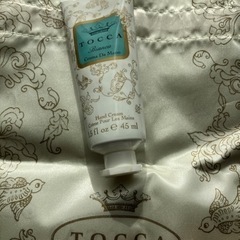 TOCCA
Hand Cream
Crème Pour Les Mains
1.5 fl oz ℮ 45 ml
TOCCA